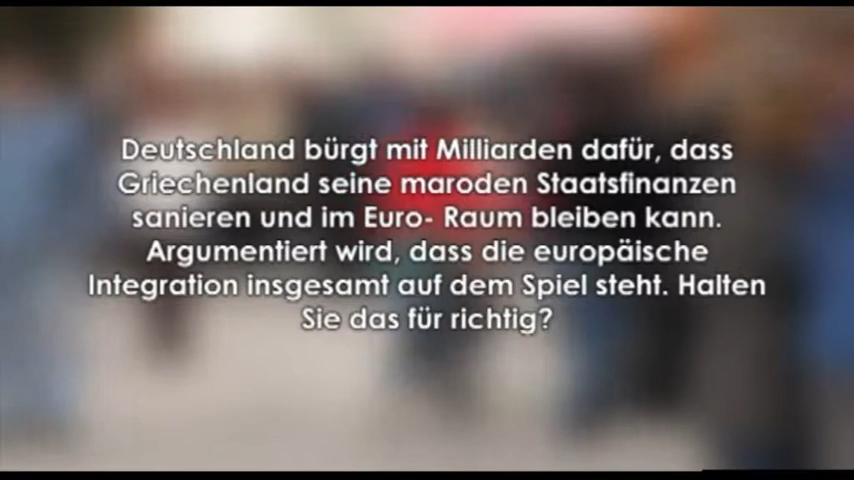 Deutschland bürgt mit Milliarden dafür, dass
Griechenland seine maroden Staatsfinanzen
sanieren und im Euro- Raum bleiben kann.
Argumentiert wird, dass die europäische
Integration insgesamt auf dem Spiel steht. Halten
Sie das für richtig?